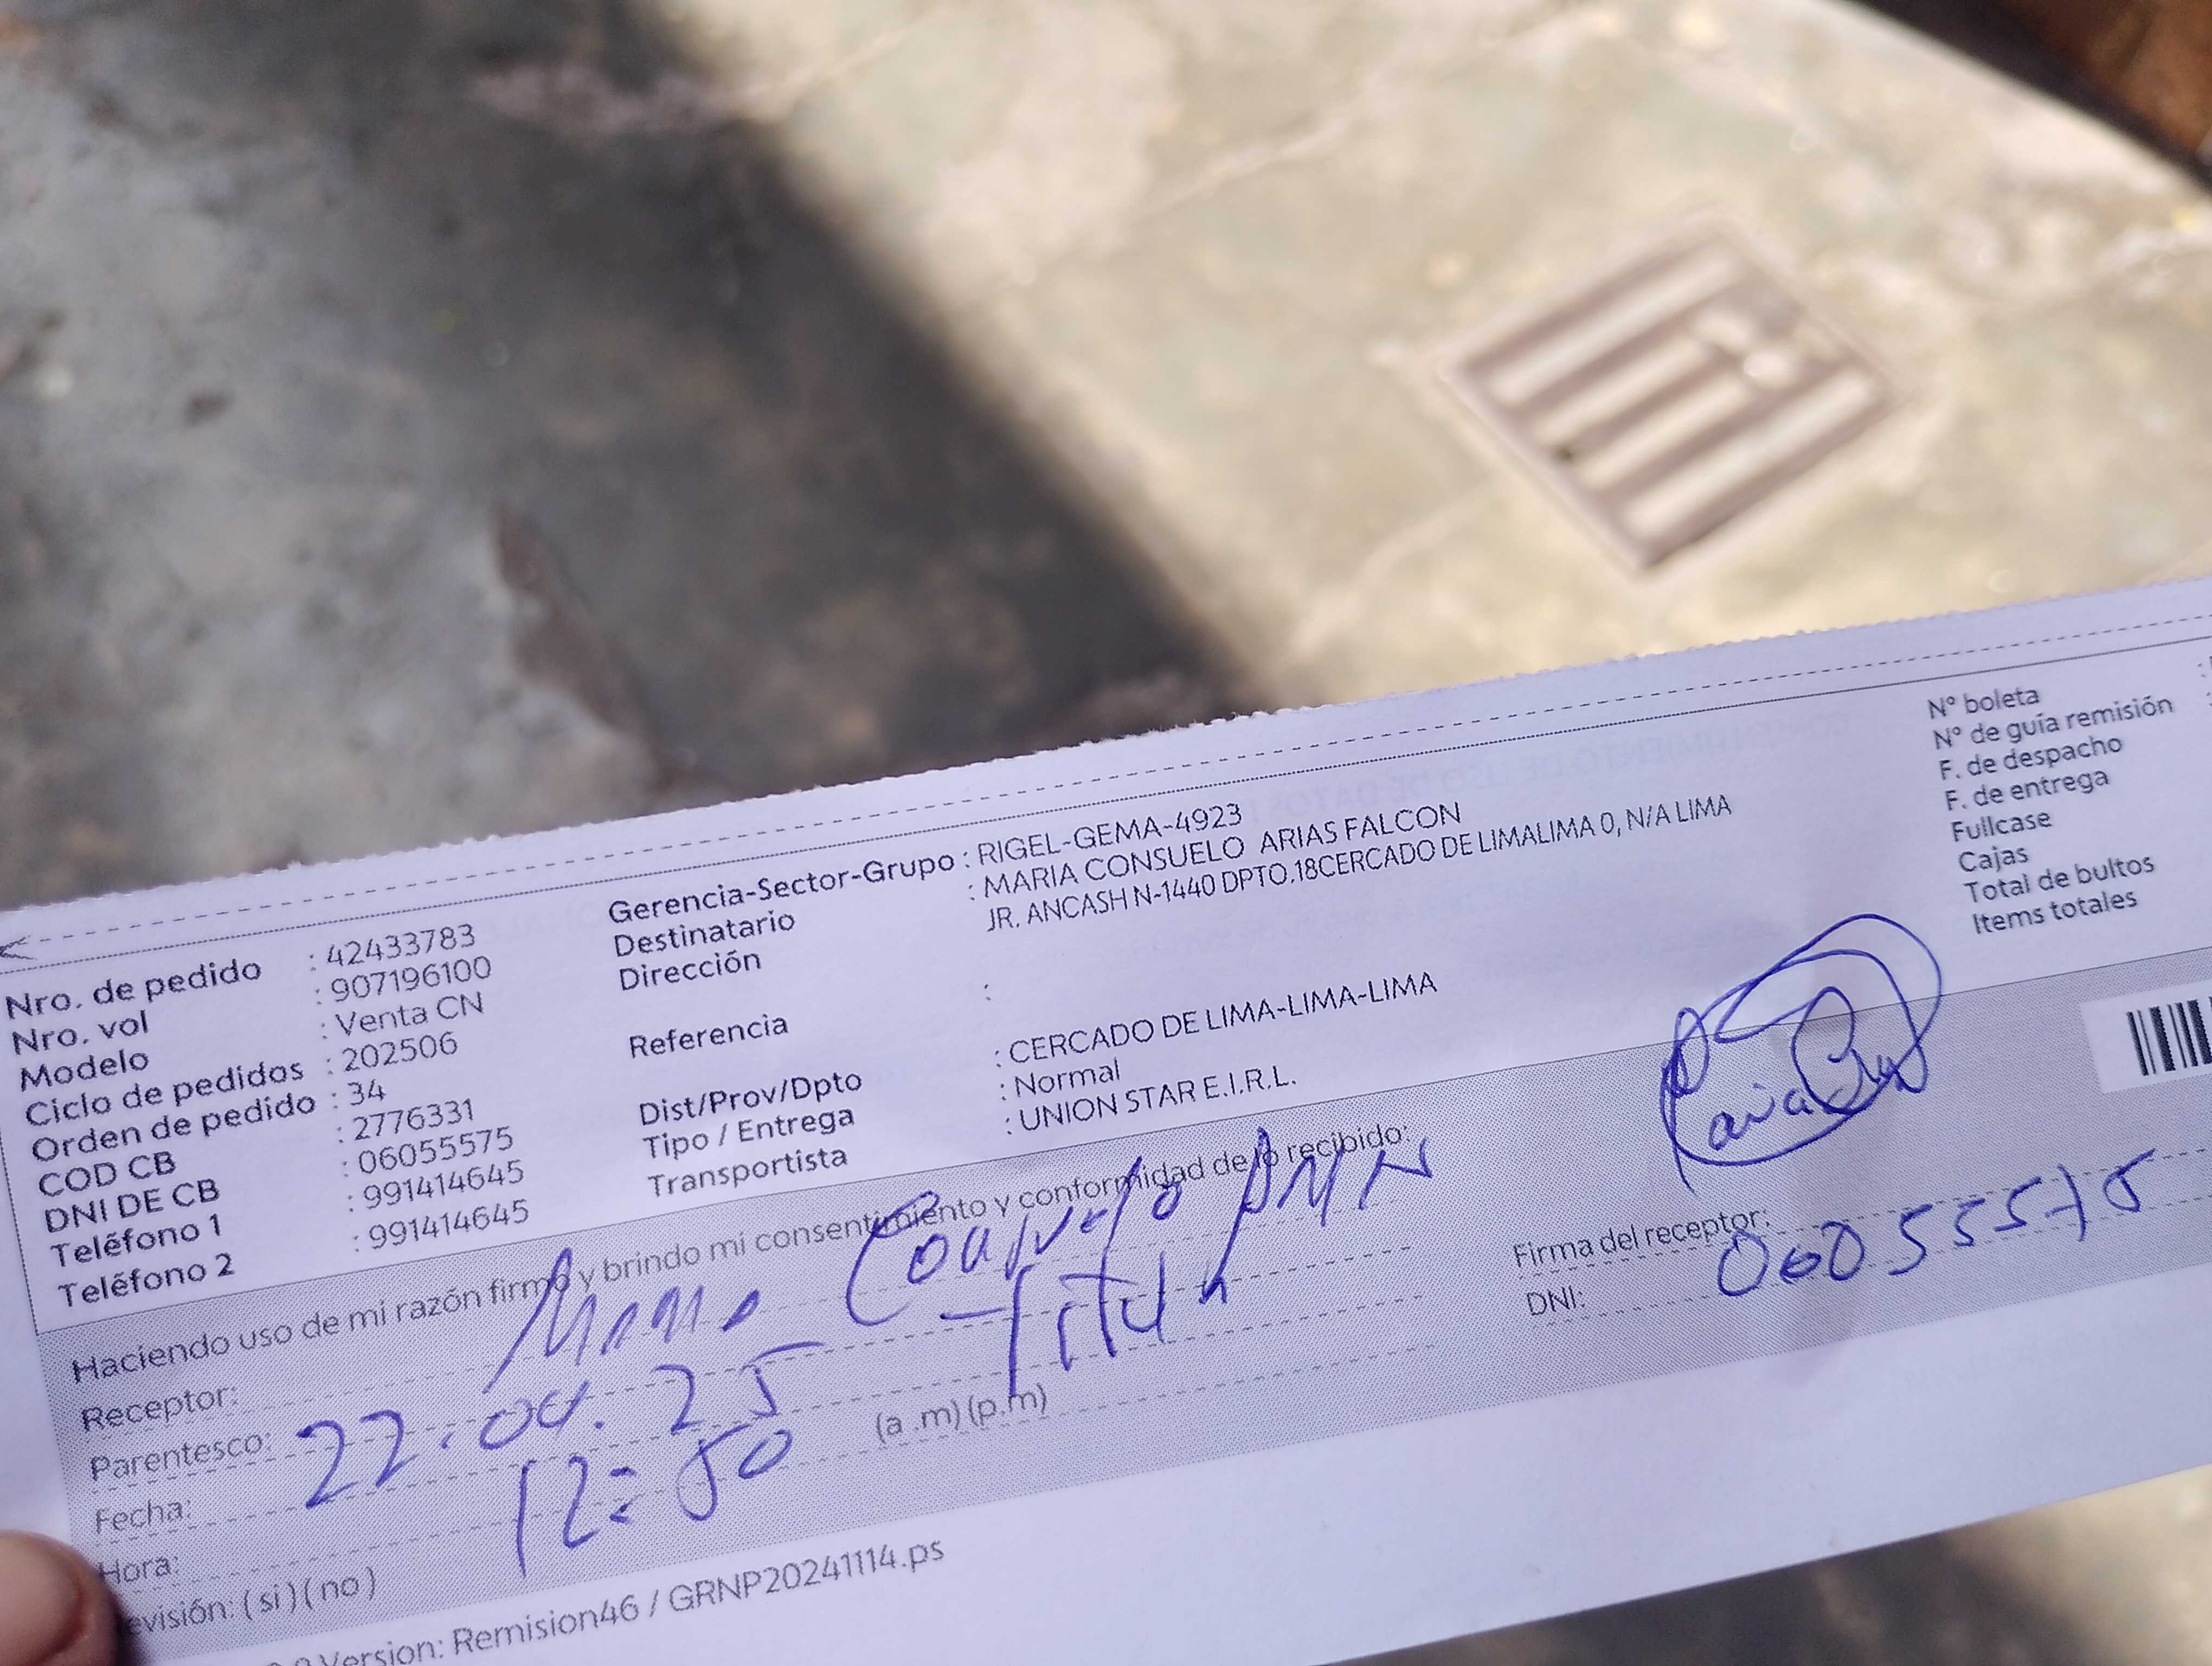 Nro. de pedido : 42433783
Nro. vol : 907196100
Modelo : Venta CN
Ciclo de pedidos : 202506
Orden de pedido : 34
COD CB : 2776331
DNI DE CB : 06055575
Teléfono 1 : 991414645
Teléfono 2 : 991414645
Gerencia-Sector-Grupo : RIGEL-GEMA-4923
Destinatario : MARIA CONSUELO ARIAS FALCON
Dirección JR. ANCASH N-1440 DPTO.18CERCADO DE LIMALIMA 0, N/A LIMA
Referencia :
Dist/Prov/Dpto : CERCADO DE LIMA-LIMA-LIMA
Tipo / Entrega : Normal
Transportista : UNION STAR E.I.R.L.
N° boleta
N° de guía remisión
F. de despacho
F. de entrega
Fullcase
Cajas
Total de bultos
Items totales
Haciendo uso de mi razón firmo y brindo mi consentimiento y conformidad de lo recibido:
Receptor: Consuelo
Parentesco: Titular
Fecha: 22.04.25
Hora: 12:50 (a .m) (p.m)
evisión: ( si ) ( no )
Firma del receptor:
DNI: 06055575
Version: Remision46 / GRNP20241114.ps